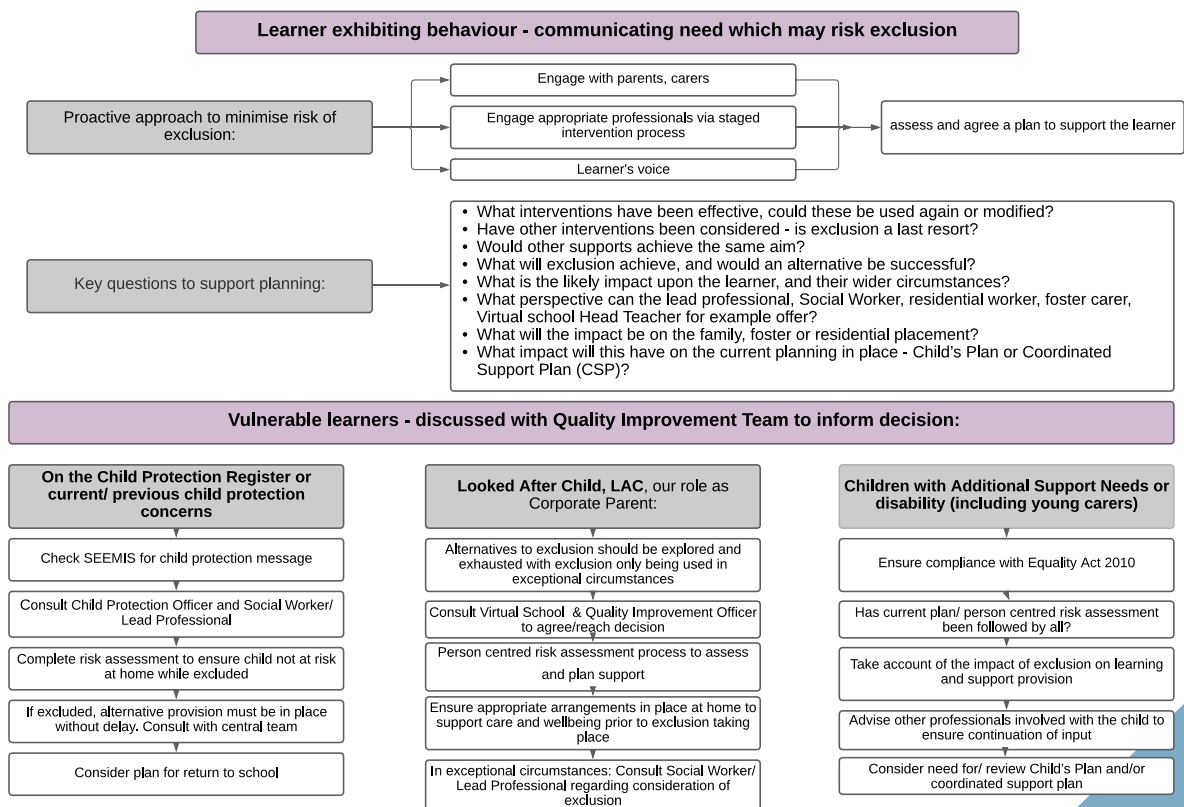 Learner exhibiting behaviour - communicating need which may risk exclusion
Proactive approach to minimise risk of
exclusion:
Engage with parents, carers
Engage appropriate professionals via staged
intervention process
Learner's voice
assess and agree a plan to support the learner
Key questions to support planning:
• What interventions have been effective, could these be used again or modified?
• Have other interventions been considered - is exclusion a last resort?
• Would other supports achieve the same aim?
• What will exclusion achieve, and would an alternative be successful?
• What is the likely impact upon the learner, and their wider circumstances?
• What perspective can the lead professional, Social Worker, residential worker, foster carer,
Virtual school Head Teacher for example offer?
• What will the impact be on the family, foster or residential placement?
• What impact will this have on the current planning in place - Child's Plan or Coordinated
Support Plan (CSP)?
Vulnerable learners - discussed with Quality Improvement Team to inform decision:
On the Child Protection Register or
current/ previous child protection
concerns
Check SEEMIS for child protection message
Consult Child Protection Officer and Social Worker/
Lead Professional
Complete risk assessment to ensure child not at risk
at home while excluded
If excluded, alternative provision must be in place
without delay. Consult with central team
Consider plan for return to school
Looked After Child, LAC, our role as
Corporate Parent:
Alternatives to exclusion should be explored and
exhausted with exclusion only being used in
exceptional circumstances
Consult Virtual School & Quality Improvement Officer
to agree/reach decision
Person centred risk assessment process to assess
and plan support
Ensure appropriate arrangements in place at home to
support care and wellbeing prior to exclusion taking
place
In exceptional circumstances: Consult Social Worker/
Lead Professional regarding consideration of
exclusion
Children with Additional Support Needs or
disability (including young carers)
Ensure compliance with Equality Act 2010
Has current plan/ person centred risk assessment
been followed by all?
Take account of the impact of exclusion on learning
and support provision
Advise other professionals involved with the child to
ensure continuation of input
Consider need for/ review Child's Plan and/or
coordinated support plan